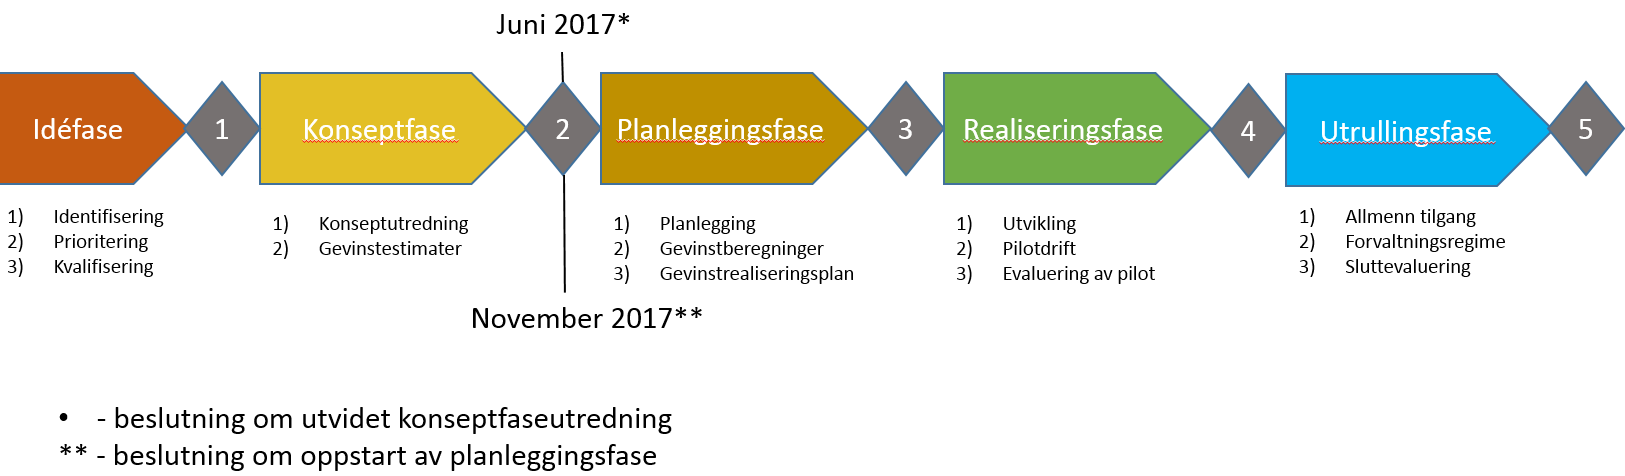 Juni 2017*
Idéfase
1
Konseptfase
2
Planleggingsfase
3
Realiseringsfase
4
Utrullingsfase
5
1) Identifisering
2) Prioritering
3) Kvalifisering
1) Konseptutredning
2) Gevinstestimater
1) Planlegging
2) Gevinstberegninger
3) Gevinstrealiseringsplan
1) Utvikling
2) Pilotdrift
3) Evaluering av pilot
1) Allmenn tilgang
2) Forvaltningsregime
3) Sluttevaluering
November 2017**
• - beslutning om utvidet konseptfaseutredning
** - beslutning om oppstart av planleggingsfase